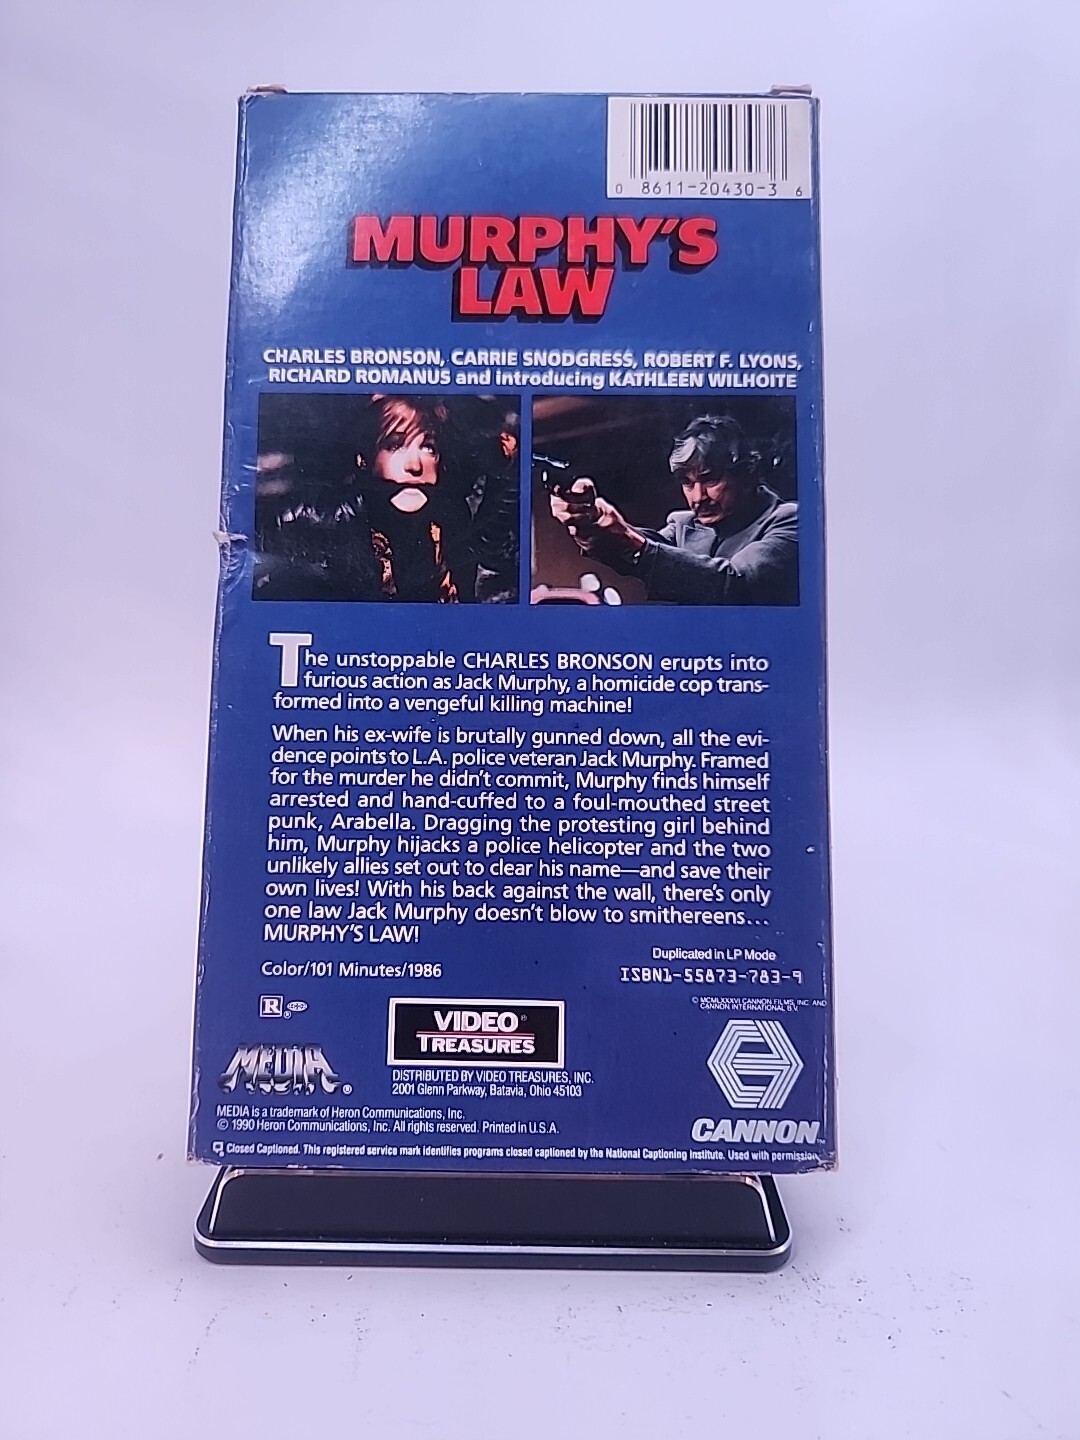 0 8611-20430-3 6
MURPHY'S
LAW
CHARLES BRONSON, CARRIE SNODGRESS, ROBERT F. LYONS,
RICHARD ROMANUS and introducing KATHLEEN WILHOITE
The unstoppable CHARLES BRONSON erupts into
furious action as Jack Murphy, a homicide cop trans-
formed into a vengeful killing machine!
When his ex-wife is brutally gunned down, all the evi-
dence points to L.A. police veteran Jack Murphy. Framed
for the murder he didn't commit, Murphy finds himself
arrested and hand-cuffed to a foul-mouthed street
punk, Arabella. Dragging the protesting girl behind
him, Murphy hijacks a police helicopter and the two
unlikely allies set out to clear his name—and save their
own lives! With his back against the wall, there's only
one law Jack Murphy doesn't blow to smithereens...
MURPHY'S LAW!
Color/101 Minutes/1986
Duplicated in LP Mode
ISBN1-55873-783-9
R ®
© MCMLXXXVI CANNON FILMS, INC. AND
CANNON INTERNATIONAL B.V.
MEDIA ®
VIDEO ®
TREASURES
DISTRIBUTED BY VIDEO TREASURES, INC.
2001 Glenn Parkway, Batavia, Ohio 45103
CANNON ™
MEDIA is a trademark of Heron Communications, Inc.
© 1990 Heron Communications, Inc. All rights reserved. Printed in U.S.A.
Closed Captioned. This registered service mark identifies programs closed captioned by the National Captioning Institute. Used with permission.